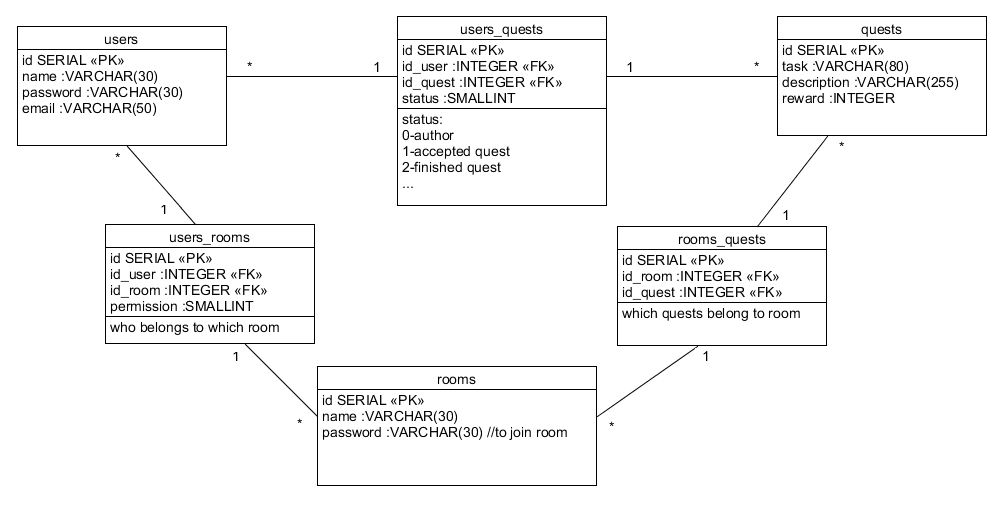 users
id SERIAL «PK»
name :VARCHAR(30)
password :VARCHAR(30)
email :VARCHAR(50)
*
1
users_quests
id SERIAL «PK»
id_user :INTEGER «FK»
id_quest :INTEGER «FK»
status :SMALLINT
status:
0-author
1-accepted quest
2-finished quest
...
1
*
quests
id SERIAL «PK»
task :VARCHAR(80)
description :VARCHAR(255)
reward :INTEGER
*
1
users_rooms
id SERIAL «PK»
id_user :INTEGER «FK»
id_room :INTEGER «FK»
permission :SMALLINT
who belongs to which room
1
*
*
1
rooms_quests
id SERIAL «PK»
id_room :INTEGER «FK»
id_quest :INTEGER «FK»
which quests belong to room
1
*
rooms
id SERIAL «PK»
name :VARCHAR(30)
password :VARCHAR(30) //to join room